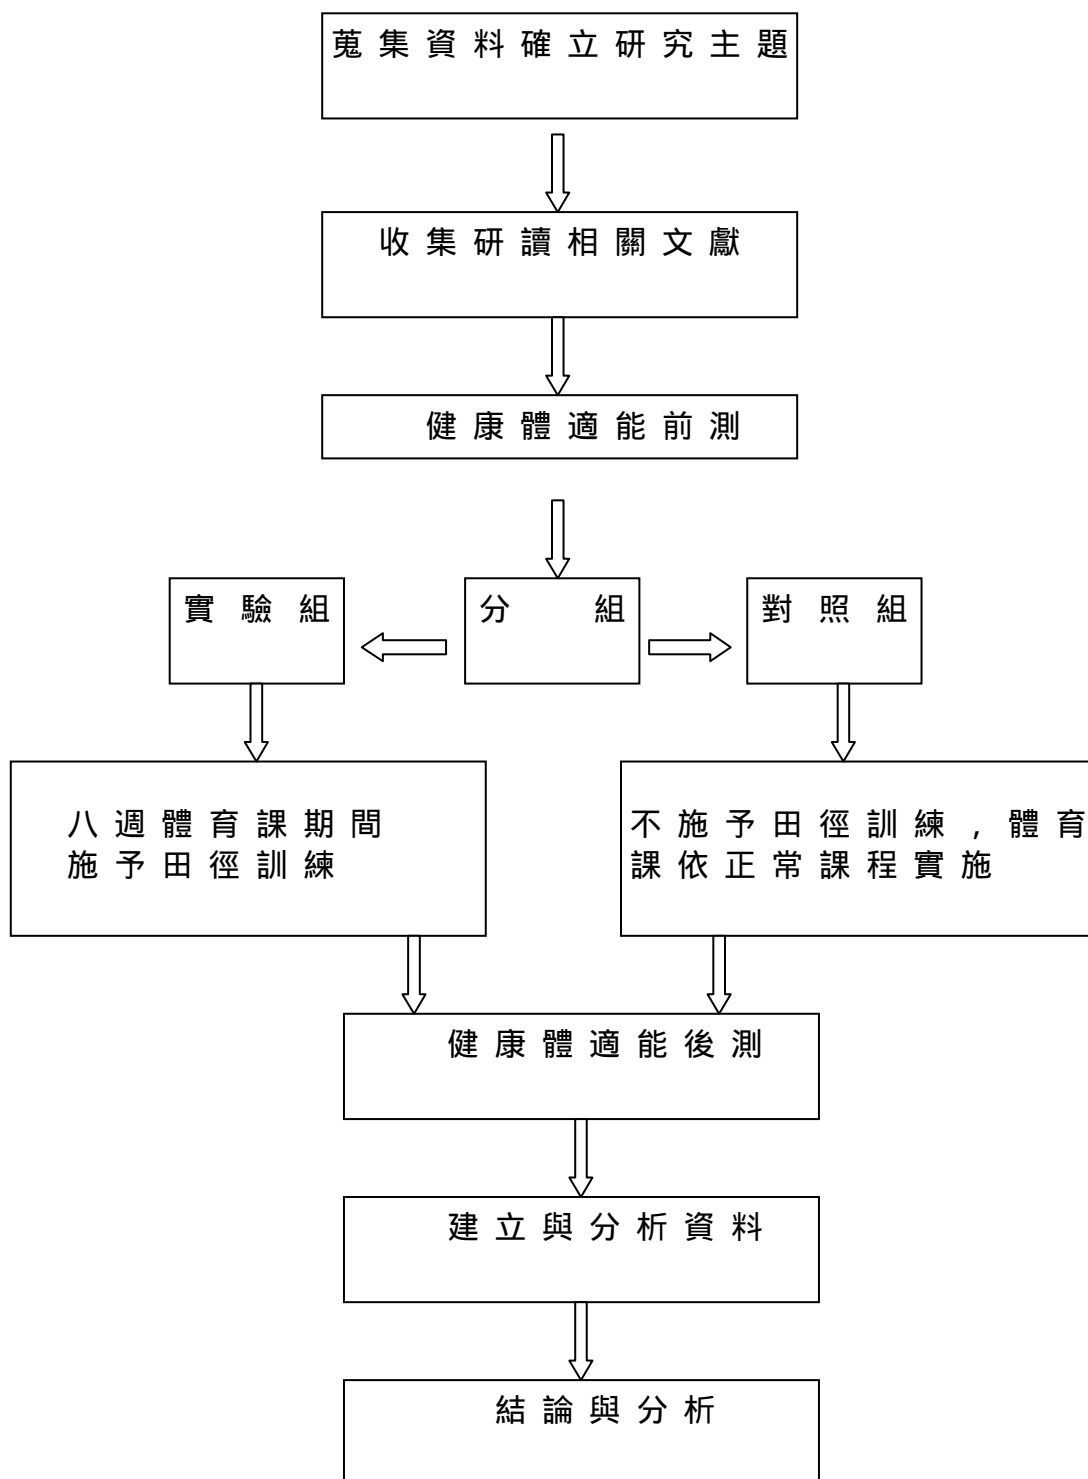 蒐集資料確立研究主題
收集研讀相關文獻
健康體適能前測
實驗組
分組
對照組
八週體育課期間
施予田徑訓練
不施予田徑訓練，體育
課依正常課程實施
健康體適能後測
建立與分析資料
結論與分析